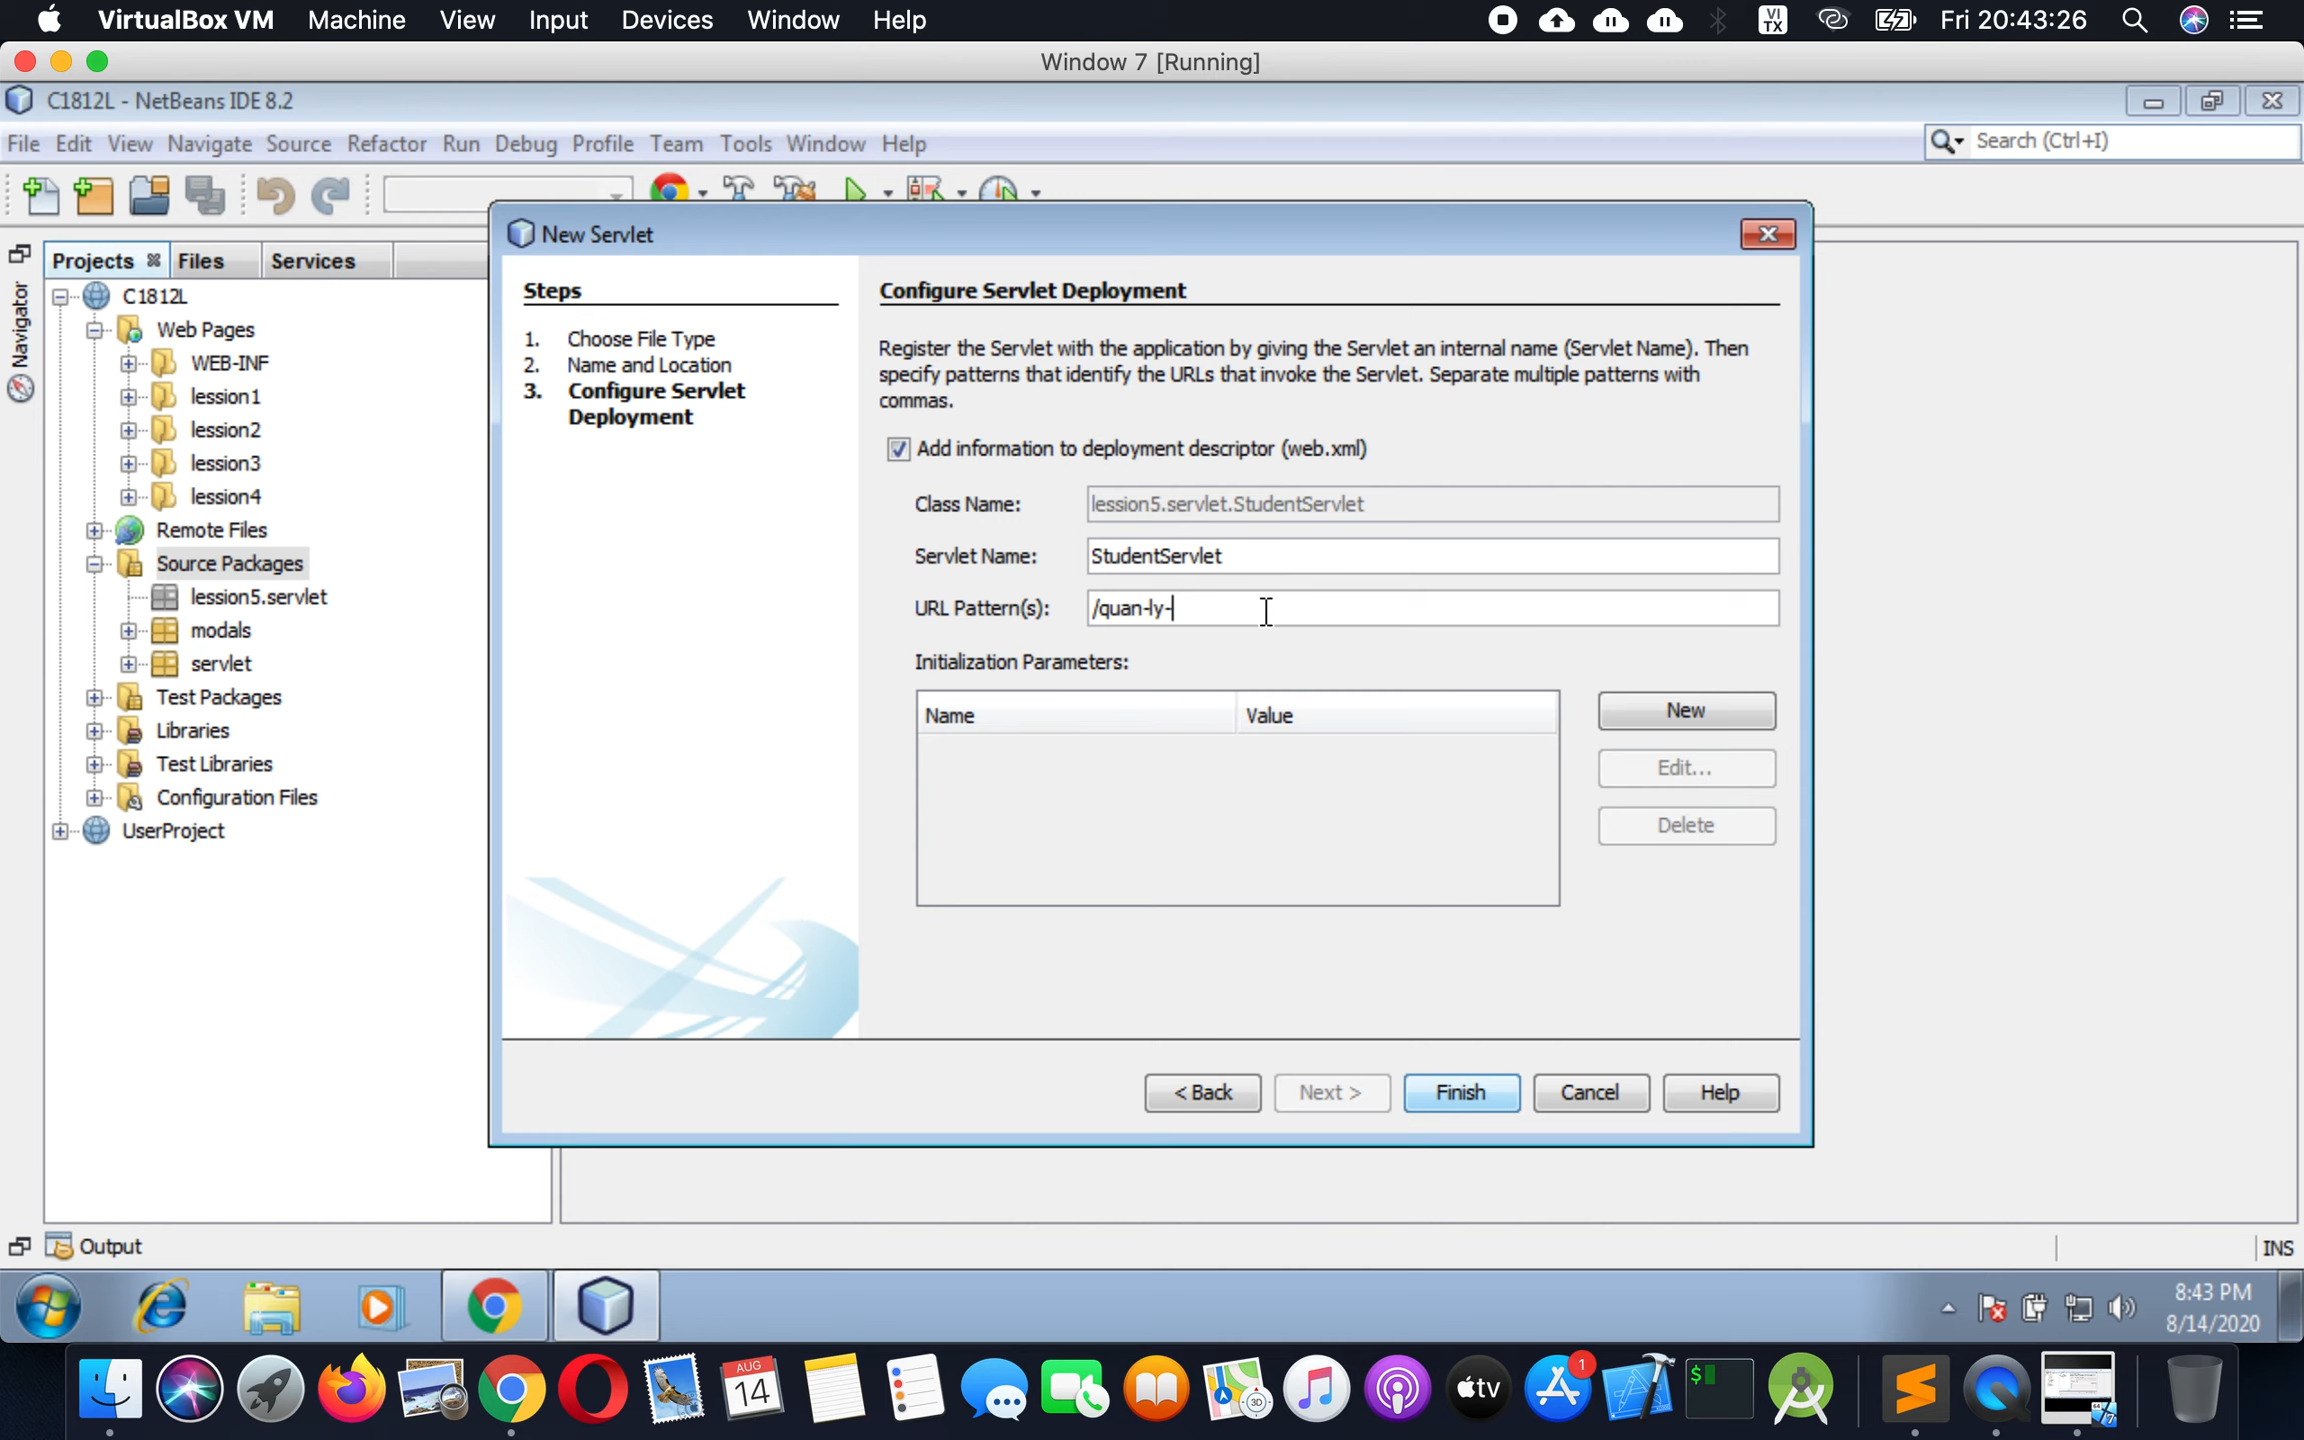 VirtualBox VM Machine View Input Devices Window Help VI TX Fri 20:43:26
Window 7 [Running]
C1812L - NetBeans IDE 8.2
File Edit View Navigate Source Refactor Run Debug Profile Team Tools Window Help Search (Ctrl+I)
Projects Files Services
Navigator
C1812L
Web Pages
WEB-INF
lession1
lession2
lession3
lession4
Remote Files
Source Packages
lession5.servlet
modals
servlet
Test Packages
Libraries
Test Libraries
Configuration Files
UserProject
New Servlet
Steps
1. Choose File Type
2. Name and Location
3. Configure Servlet
Deployment
Configure Servlet Deployment
Register the Servlet with the application by giving the Servlet an internal name (Servlet Name). Then
specify patterns that identify the URLs that invoke the Servlet. Separate multiple patterns with
commas.
Add information to deployment descriptor (web.xml)
Class Name: lession5.servlet.StudentServlet
Servlet Name: StudentServlet
URL Pattern(s): /quan-ly-
Initialization Parameters:
Name Value
New
Edit...
Delete
< Back Next > Finish Cancel Help
Output INS
8:43 PM
8/14/2020
AUG
14
3D
tv
1
$